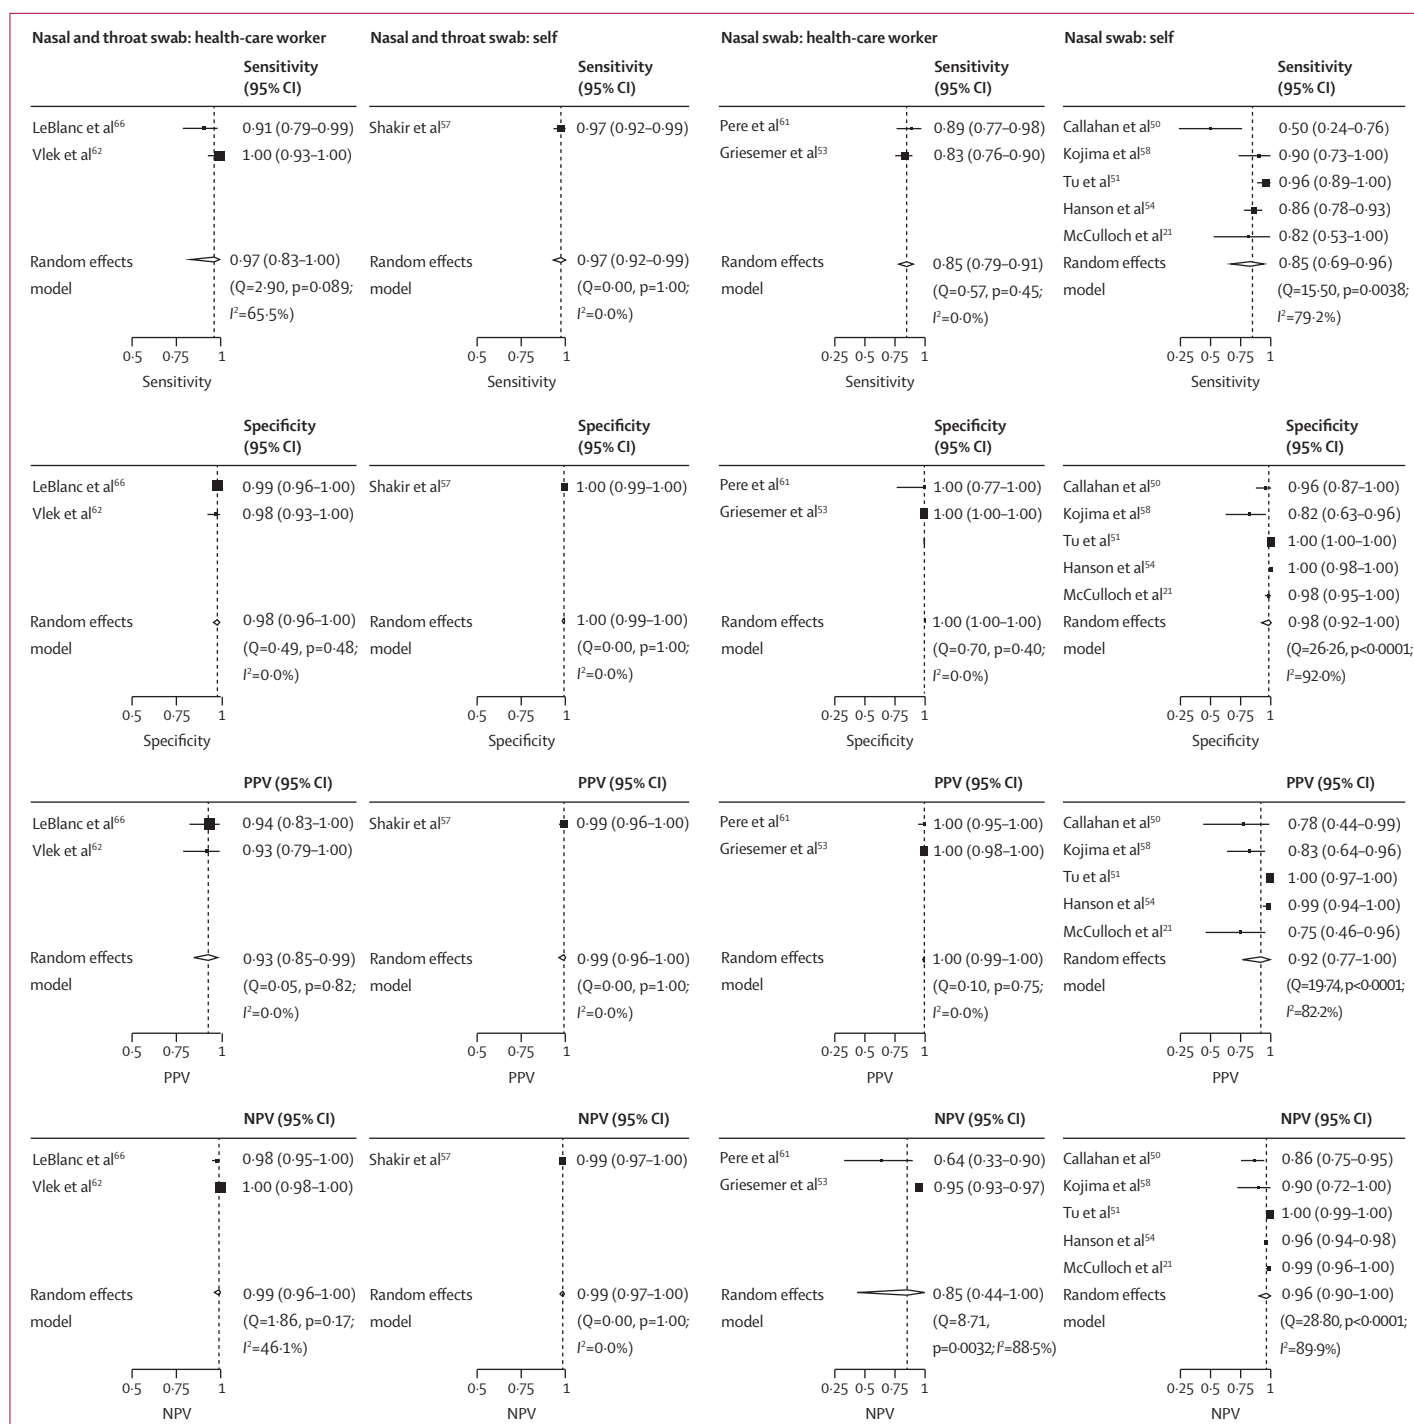 Nasal and throat swab: health-care worker
Sensitivity
(95% CI)
LeBlanc et al66 0·91 (0·79–0·99)
Vlek et al62 1·00 (0·93–1·00)
Random effects 0·97 (0·83–1·00)
model (Q=2·90, p=0·089;
I2=65·5%)
0·5 0·75 1
Sensitivity
Nasal and throat swab: self
Sensitivity
(95% CI)
Shakir et al57 0·97 (0·92–0·99)
Random effects 0·97 (0·92–0·99)
model (Q=0·00, p=1·00;
I2=0·0%)
0·5 0·75 1
Sensitivity
Nasal swab: health-care worker
Sensitivity
(95% CI)
Pere et al61 0·89 (0·77–0·98)
Griesemer et al53 0·83 (0·76–0·90)
Random effects 0·85 (0·79–0·91)
model (Q=0·57, p=0·45;
I2=0·0%)
0·25 0·5 0·75 1
Sensitivity
Nasal swab: self
Sensitivity
(95% CI)
Callahan et al50 0·50 (0·24–0·76)
Kojima et al58 0·90 (0·73–1·00)
Tu et al51 0·96 (0·89–1·00)
Hanson et al54 0·86 (0·78–0·93)
McCulloch et al21 0·82 (0·53–1·00)
Random effects 0·85 (0·69–0·96)
model (Q=15·50, p=0·0038;
I2=79·2%)
0·25 0·5 0·75 1
Sensitivity
Specificity
(95% CI)
LeBlanc et al66 0·99 (0·96–1·00)
Vlek et al62 0·98 (0·93–1·00)
Random effects 0·98 (0·96–1·00)
model (Q=0·49, p=0·48;
I2=0·0%)
0·5 0·75 1
Specificity
Specificity
(95% CI)
Shakir et al57 1·00 (0·99–1·00)
Random effects 1·00 (0·99–1·00)
model (Q=0·00, p=1·00;
I2=0·0%)
0·5 0·75 1
Specificity
Specificity
(95% CI)
Pere et al61 1·00 (0·77–1·00)
Griesemer et al53 1·00 (1·00–1·00)
Random effects 1·00 (1·00–1·00)
model (Q=0·70, p=0·40;
I2=0·0%)
0·25 0·5 0·75 1
Specificity
Specificity
(95% CI)
Callahan et al50 0·96 (0·87–1·00)
Kojima et al58 0·82 (0·63–0·96)
Tu et al51 1·00 (1·00–1·00)
Hanson et al54 1·00 (0·98–1·00)
McCulloch et al21 0·98 (0·95–1·00)
Random effects 0·98 (0·92–1·00)
model (Q=26·26, p<0·0001;
I2=92·0%)
0·25 0·5 0·75 1
Specificity
PPV (95% CI)
LeBlanc et al66 0·94 (0·83–1·00)
Vlek et al62 0·93 (0·79–1·00)
Random effects 0·93 (0·85–0·99)
model (Q=0·05, p=0·82;
I2=0·0%)
0·5 0·75 1
PPV
PPV (95% CI)
Shakir et al57 0·99 (0·96–1·00)
Random effects 0·99 (0·96–1·00)
model (Q=0·00, p=1·00;
I2=0·0%)
0·5 0·75 1
PPV
PPV (95% CI)
Pere et al61 1·00 (0·95–1·00)
Griesemer et al53 1·00 (0·98–1·00)
Random effects 1·00 (0·99–1·00)
model (Q=0·10, p=0·75;
I2=0·0%)
0·25 0·5 0·75 1
PPV
PPV (95% CI)
Callahan et al50 0·78 (0·44–0·99)
Kojima et al58 0·83 (0·64–0·96)
Tu et al51 1·00 (0·97–1·00)
Hanson et al54 0·99 (0·94–1·00)
McCulloch et al21 0·75 (0·46–0·96)
Random effects 0·92 (0·77–1·00)
model (Q=19·74, p<0·0001;
I2=82·2%)
0·25 0·5 0·75 1
PPV
NPV (95% CI)
LeBlanc et al66 0·98 (0·95–1·00)
Vlek et al62 1·00 (0·98–1·00)
Random effects 0·99 (0·96–1·00)
model (Q=1·86, p=0·17;
I2=46·1%)
0·5 0·75 1
NPV
NPV (95% CI)
Shakir et al57 0·99 (0·97–1·00)
Random effects 0·99 (0·97–1·00)
model (Q=0·00, p=1·00;
I2=0·0%)
0·5 0·75 1
NPV
NPV (95% CI)
Pere et al61 0·64 (0·33–0·90)
Griesemer et al53 0·95 (0·93–0·97)
Random effects 0·85 (0·44–1·00)
model (Q=8·71,
p=0·0032; I2=88·5%)
0·25 0·5 0·75 1
NPV
NPV (95% CI)
Callahan et al50 0·86 (0·75–0·95)
Kojima et al58 0·90 (0·72–1·00)
Tu et al51 1·00 (0·99–1·00)
Hanson et al54 0·96 (0·94–0·98)
McCulloch et al21 0·99 (0·96–1·00)
Random effects 0·96 (0·90–1·00)
model (Q=28·80, p<0·0001;
I2=89·9%)
0·25 0·5 0·75 1
NPV